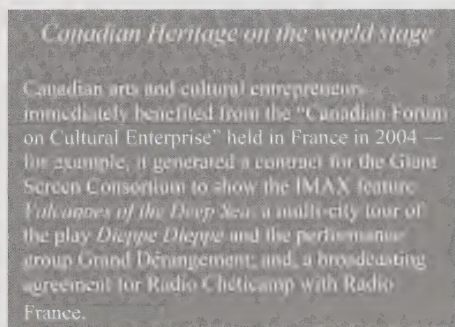 Canadian Heritage on the world stage
Canadian arts and cultural entrepreneurs
immediately benefited from the "Canadian Forum
on Cultural Enterprise" held in France in 2004 —
for example, it generated a contract for the Giant
Screen Consortium to show the IMAX feature
Volcanoes of the Deep Sea; a multi-city tour of
the play Dieppe Dieppe and the performance
group Grand Dérangement; and, a broadcasting
agreement for Radio Chéticamp with Radio
France.